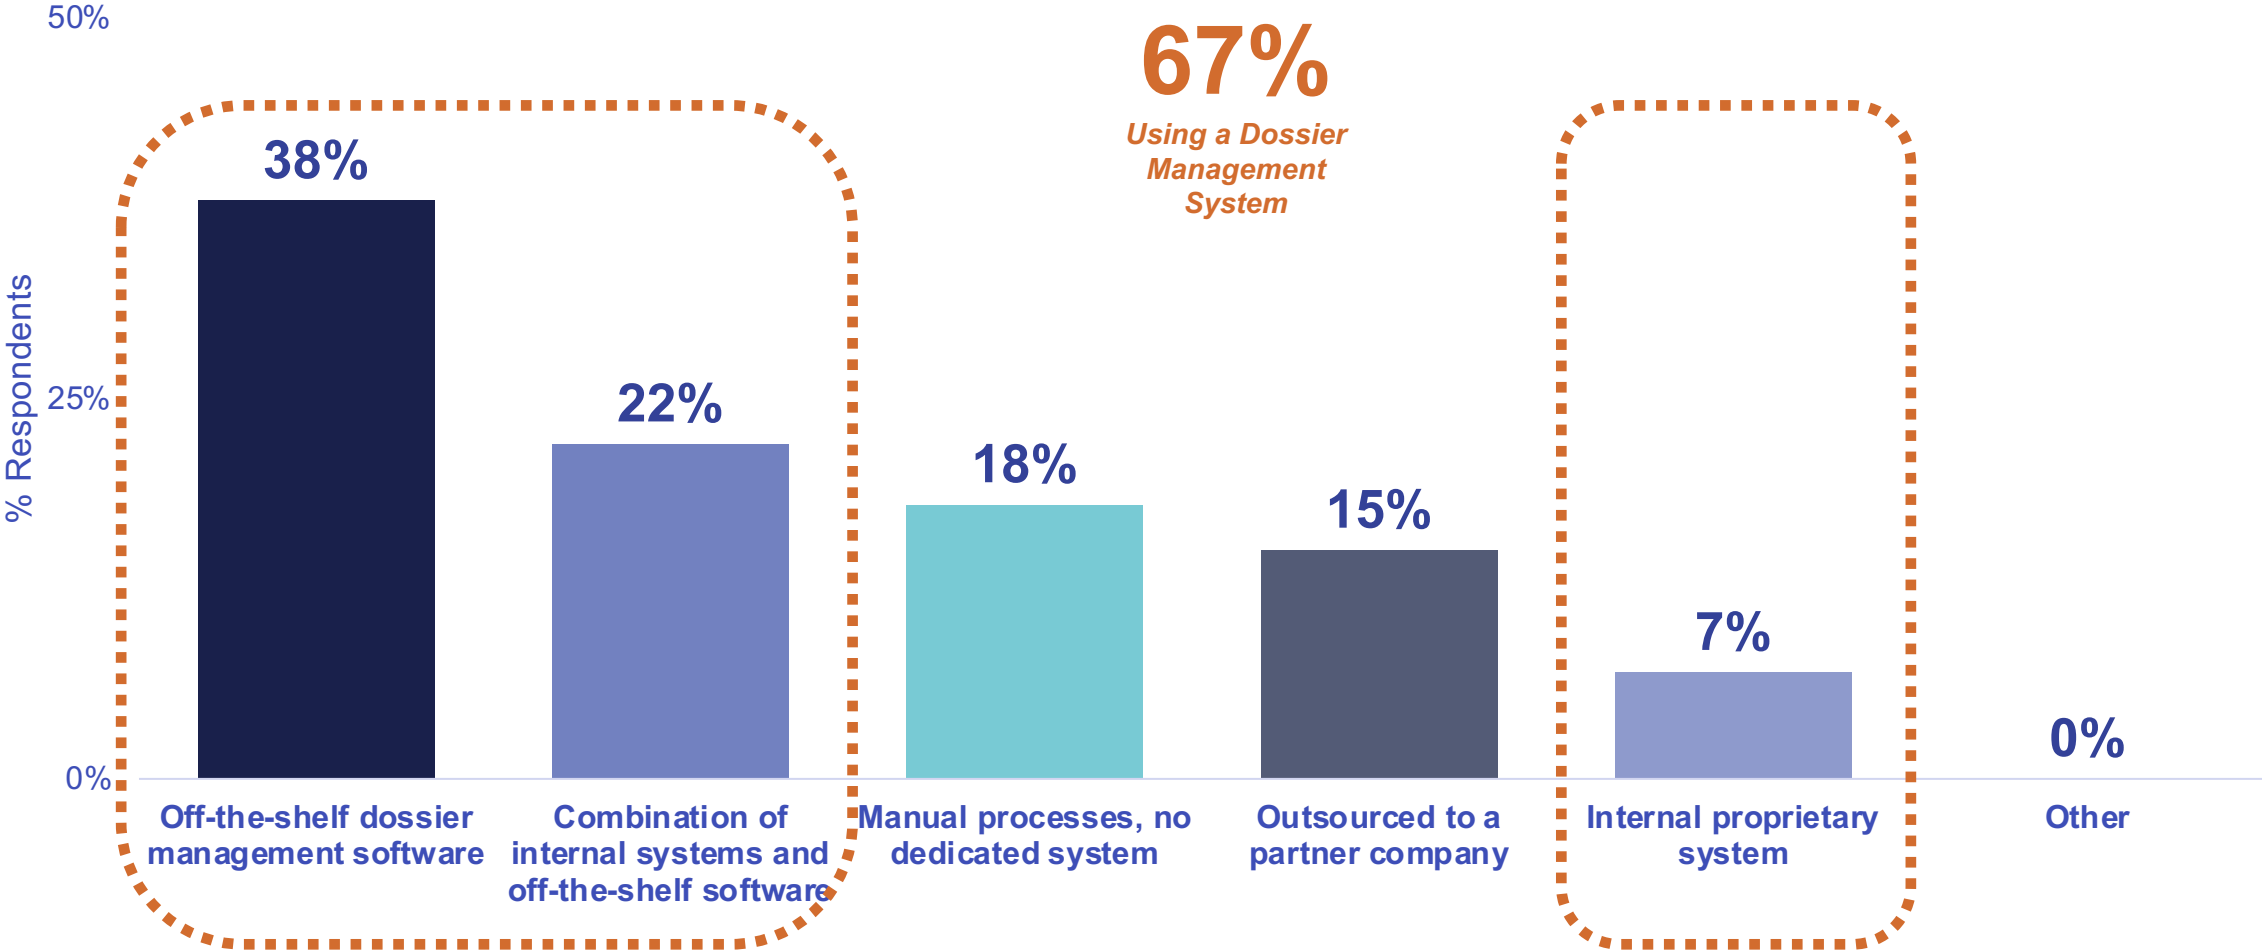 50%
67%
Using a Dossier
Management
System
38%
% Respondents
25%
22%
18%
15%
7%
0%
0%
Off-the-shelf dossier
management software
Combination of
internal systems and
off-the-shelf software
Manual processes, no
dedicated system
Outsourced to a
partner company
Internal proprietary
system
Other